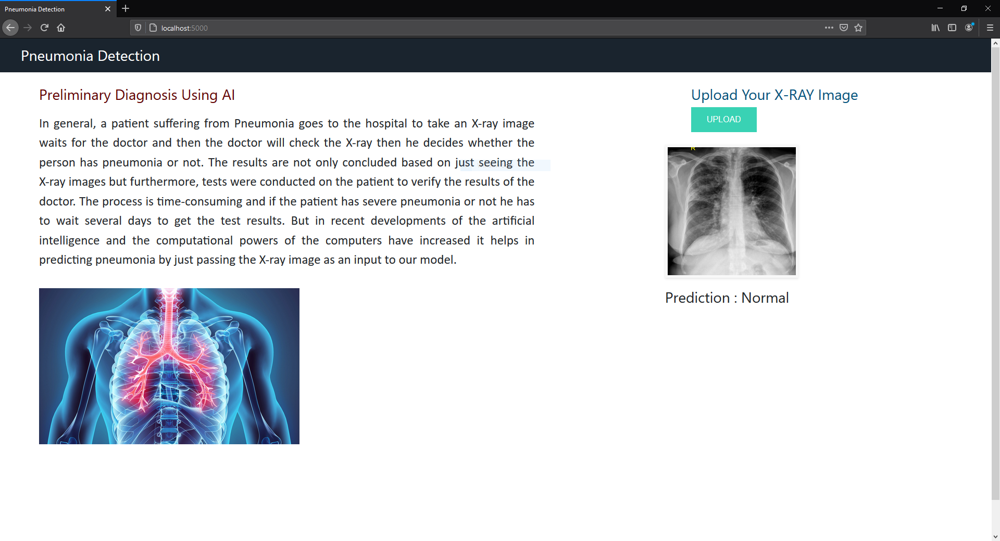 Pneumonia Detection
localhost:5000
Pneumonia Detection
Preliminary Diagnosis Using AI
In general, a patient suffering from Pneumonia goes to the hospital to take an X-ray image
waits for the doctor and then the doctor will check the X-ray then he decides whether the
person has pneumonia or not. The results are not only concluded based on just seeing the
X-ray images but furthermore, tests were conducted on the patient to verify the results of the
doctor. The process is time-consuming and if the patient has severe pneumonia or not he has
to wait several days to get the test results. But in recent developments of the artificial
intelligence and the computational powers of the computers have increased it helps in
predicting pneumonia by just passing the X-ray image as an input to our model.
Upload Your X-RAY Image
UPLOAD
R
Prediction : Normal